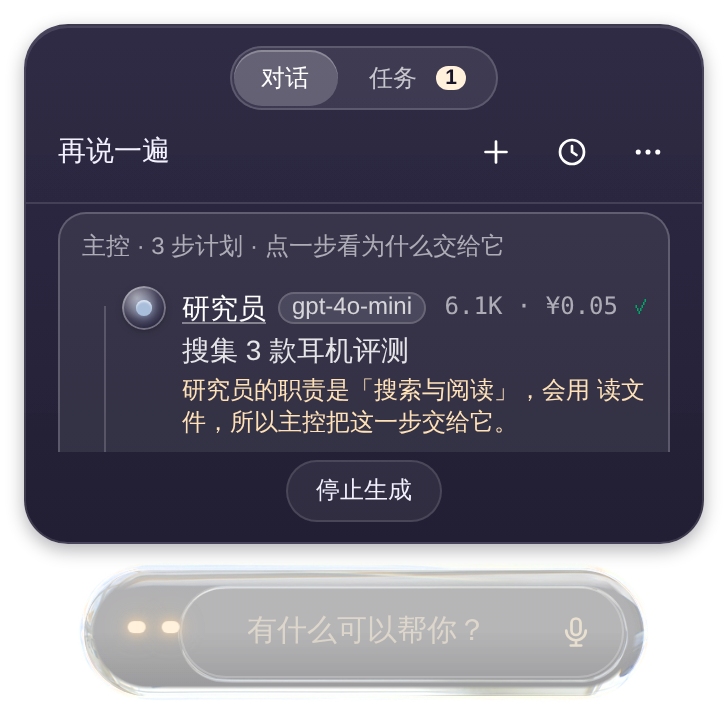 对话
任务 1
再说一遍
主控 · 3 步计划 · 点一步看为什么交给它
研究员 gpt-4o-mini 6.1K · ¥0.05 ✓
搜集 3 款耳机评测
研究员的职责是「搜索与阅读」，会用 读文
件，所以主控把这一步交给它。
停止生成
有什么可以帮你？